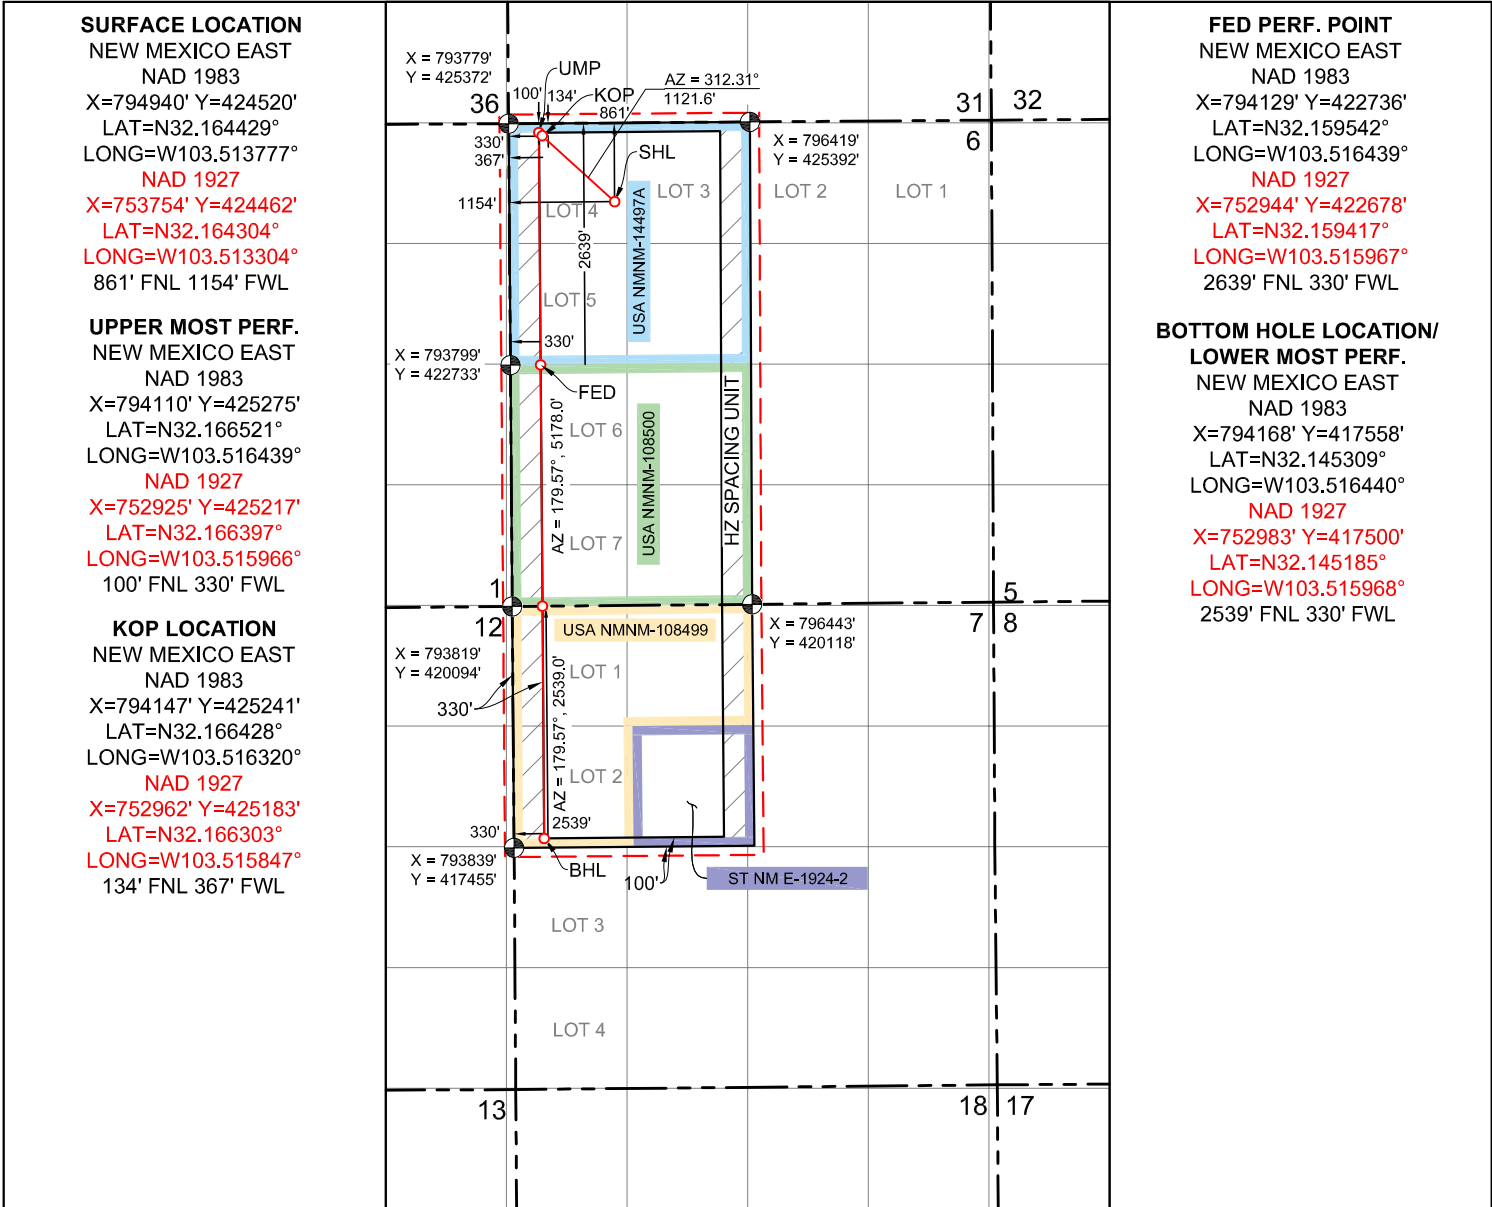 SURFACE LOCATION
NEW MEXICO EAST
NAD 1983
X=794940' Y=424520'
LAT=N32.164429°
LONG=W103.513777°
NAD 1927
X=753754' Y=424462'
LAT=N32.164304°
LONG=W103.513304°
861' FNL 1154' FWL
UPPER MOST PERF.
NEW MEXICO EAST
NAD 1983
X=794110' Y=425275'
LAT=N32.166521°
LONG=W103.516439°
NAD 1927
X=752925' Y=425217'
LAT=N32.166397°
LONG=W103.515966°
100' FNL 330' FWL
KOP LOCATION
NEW MEXICO EAST
NAD 1983
X=794147' Y=425241'
LAT=N32.166428°
LONG=W103.516320°
NAD 1927
X=752962' Y=425183'
LAT=N32.166303°
LONG=W103.515847°
134' FNL 367' FWL
X = 793779'
Y = 425372'
UMP
100'
134'
KOP
861'
AZ = 312.31°
1121.6'
36
31
32
330'
367'
SHL
X = 796419'
Y = 425392'
6
1154'
LOT 4
LOT 3
LOT 2
LOT 1
2639'
USA NMNM-14497A
LOT 5
330'
X = 793799'
Y = 422733'
FED
HZ SPACING UNIT
AZ = 179.57°, 5178.0'
LOT 6
USA NMNM-108500
LOT 7
1
5
12
7
8
USA NMNM-108499
X = 796443'
Y = 420118'
X = 793819'
Y = 420094'
LOT 1
330'
AZ = 179.57°, 2539.0'
LOT 2
330'
2539'
X = 793839'
Y = 417455'
BHL
100'
ST NM E-1924-2
LOT 3
LOT 4
13
18
17
FED PERF. POINT
NEW MEXICO EAST
NAD 1983
X=794129' Y=422736'
LAT=N32.159542°
LONG=W103.516439°
NAD 1927
X=752944' Y=422678'
LAT=N32.159417°
LONG=W103.515967°
2639' FNL 330' FWL
BOTTOM HOLE LOCATION/
LOWER MOST PERF.
NEW MEXICO EAST
NAD 1983
X=794168' Y=417558'
LAT=N32.145309°
LONG=W103.516440°
NAD 1927
X=752983' Y=417500'
LAT=N32.145185°
LONG=W103.515968°
2539' FNL 330' FWL